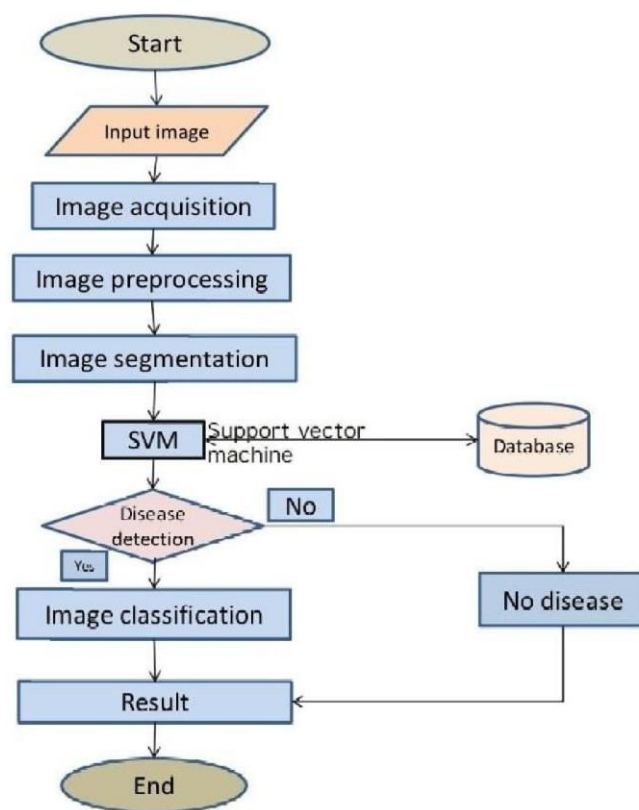 Start
Input image
Image acquisition
Image preprocessing
Image segmentation
SVM
Support vector
machine
Database
Disease
detection
No
Yes
Image classification
No disease
Result
End